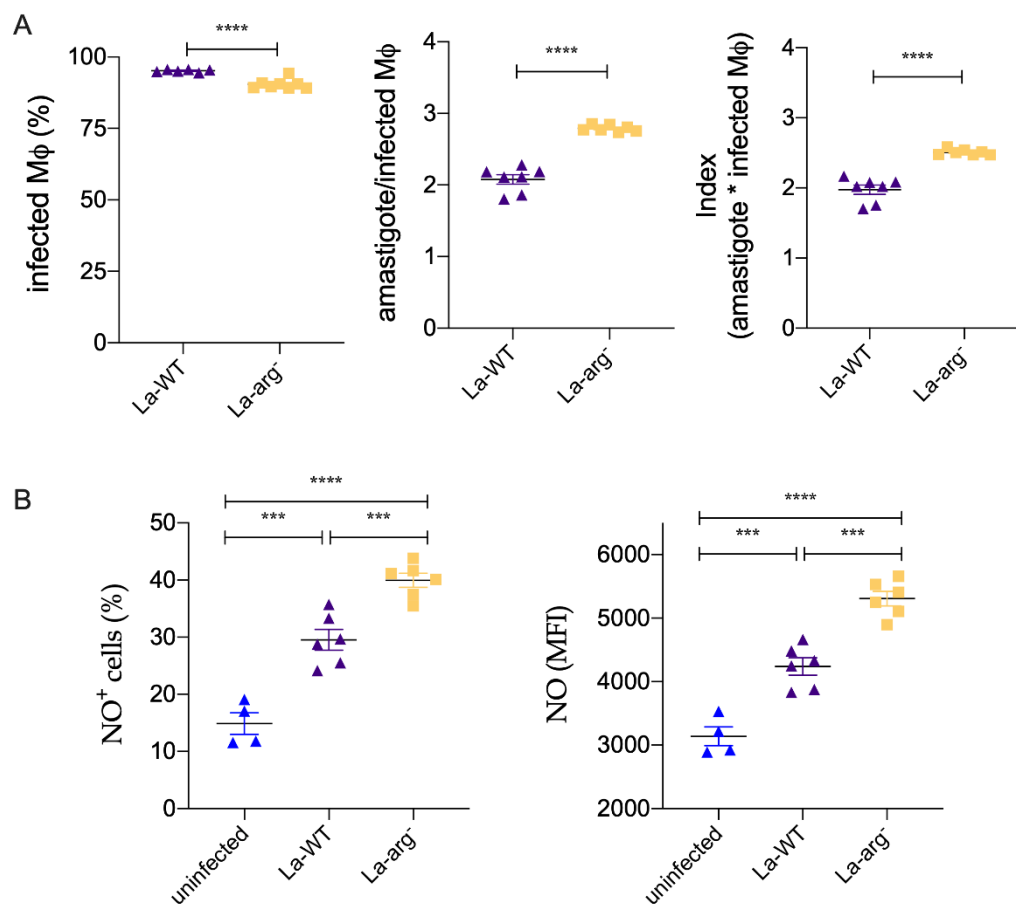 A
infected Mϕ (%)
100
75
50
25
0
****
La-WT
La-arg⁻
amastigote/infected Mϕ
4
3
2
1
0
****
La-WT
La-arg⁻
Index
(amastigote * infected Mϕ)
4
3
2
1
0
****
La-WT
La-arg⁻
B
NO⁺ cells (%)
50
40
30
20
10
0
****
***
***
uninfected
La-WT
La-arg⁻
NO (MFI)
6000
5000
4000
3000
2000
****
***
***
uninfected
La-WT
La-arg⁻